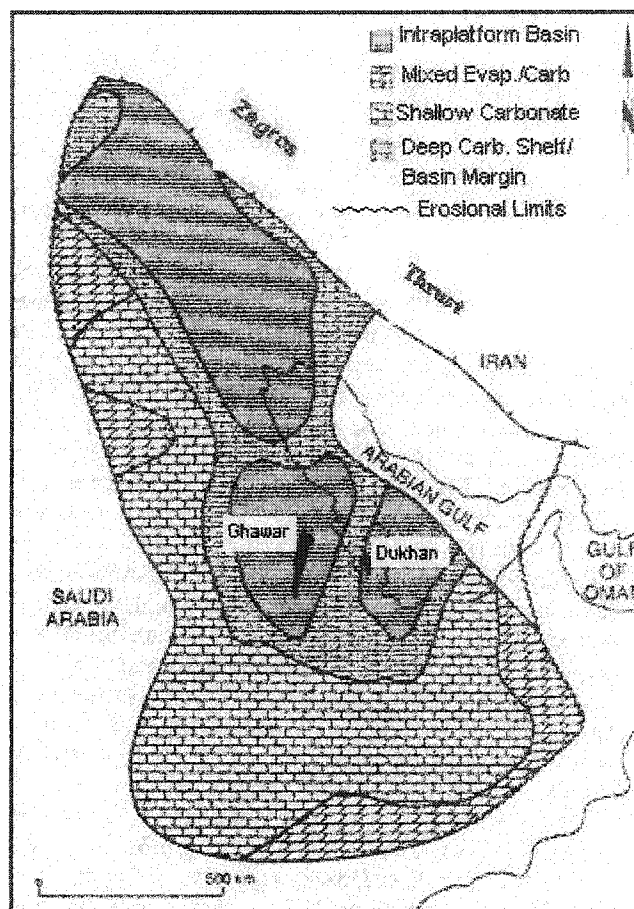 Intraplatform Basin
Mixed Evap./Carb
Shallow Carbonate
Deep Carb. Shelf/
Basin Margin
Erosional Limits
Zagros
Thrust
IRAN
ARABIAN GULF
Ghawar
Dukhan
GULF
OF
OMAN
SAUDI
ARABIA
500 km